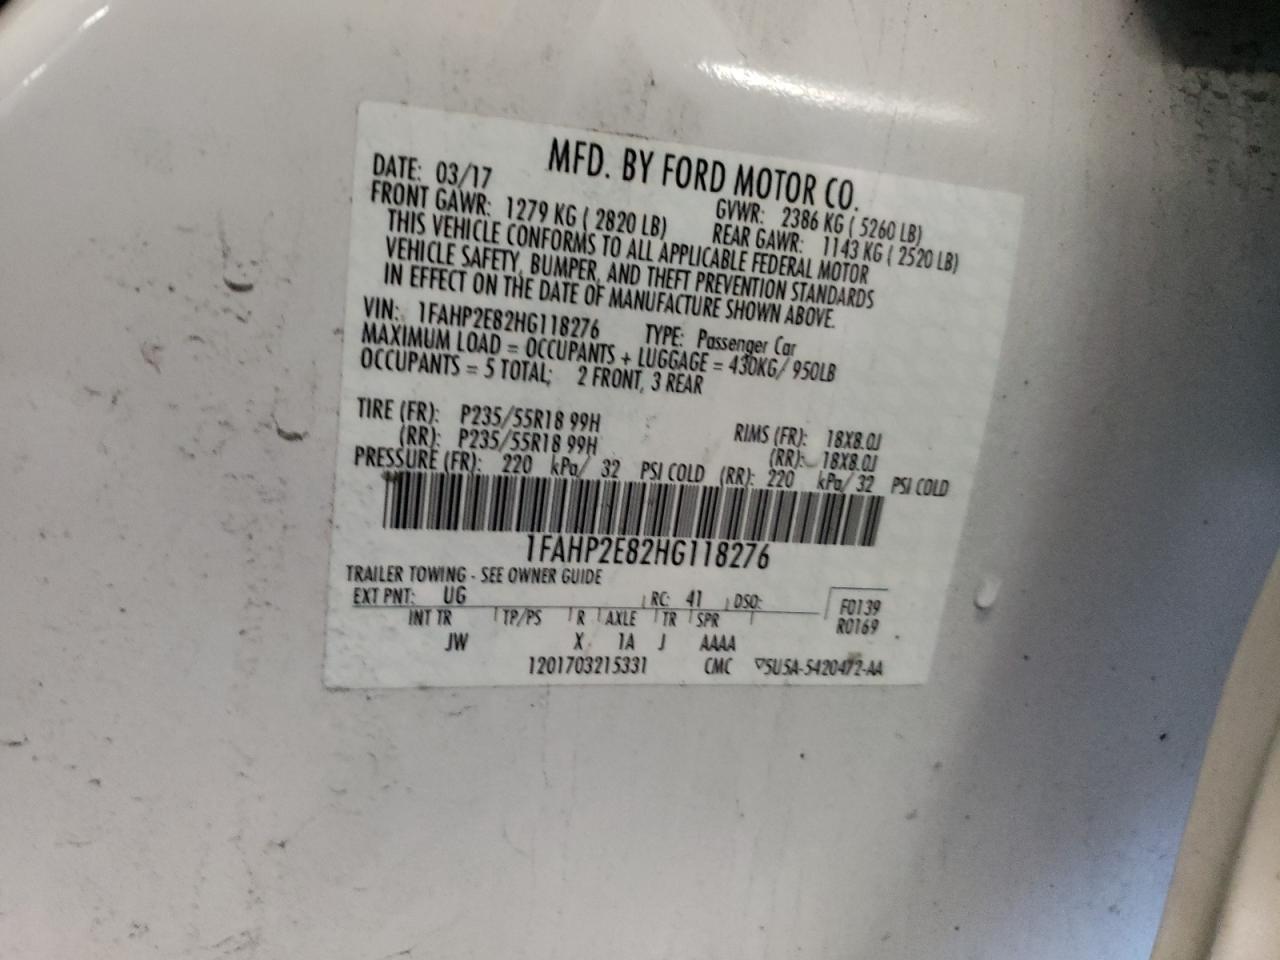 MFD. BY FORD MOTOR CO.
DATE: 03/17 GVWR: 2386 KG ( 5260 LB)
FRONT GAWR: 1279 KG ( 2820 LB) REAR GAWR: 1143 KG ( 2520 LB)
THIS VEHICLE CONFORMS TO ALL APPLICABLE FEDERAL MOTOR
VEHICLE SAFETY, BUMPER, AND THEFT PREVENTION STANDARDS
IN EFFECT ON THE DATE OF MANUFACTURE SHOWN ABOVE.
VIN: 1FAHP2E82HG118276 TYPE: Passenger Car
MAXIMUM LOAD = OCCUPANTS + LUGGAGE = 430KG/ 950LB
OCCUPANTS = 5 TOTAL; 2 FRONT, 3 REAR
TIRE (FR): P235/55R18 99H RIMS (FR): 18X8.0J
(RR): P235/55R18 99H (RR): 18X8.0J
PRESSURE (FR): 220 kPa/ 32 PSI COLD (RR): 220 kPa/ 32 PSI COLD
1FAHP2E82HG118276
TRAILER TOWING - SEE OWNER GUIDE
EXT PNT: UG RC: 41 DSO: F0139
INT TR TP/PS R AXLE TR SPR R0169
JW X 1A J AAAA
1201703215331 CMC ▽5U5A-5420472-AA